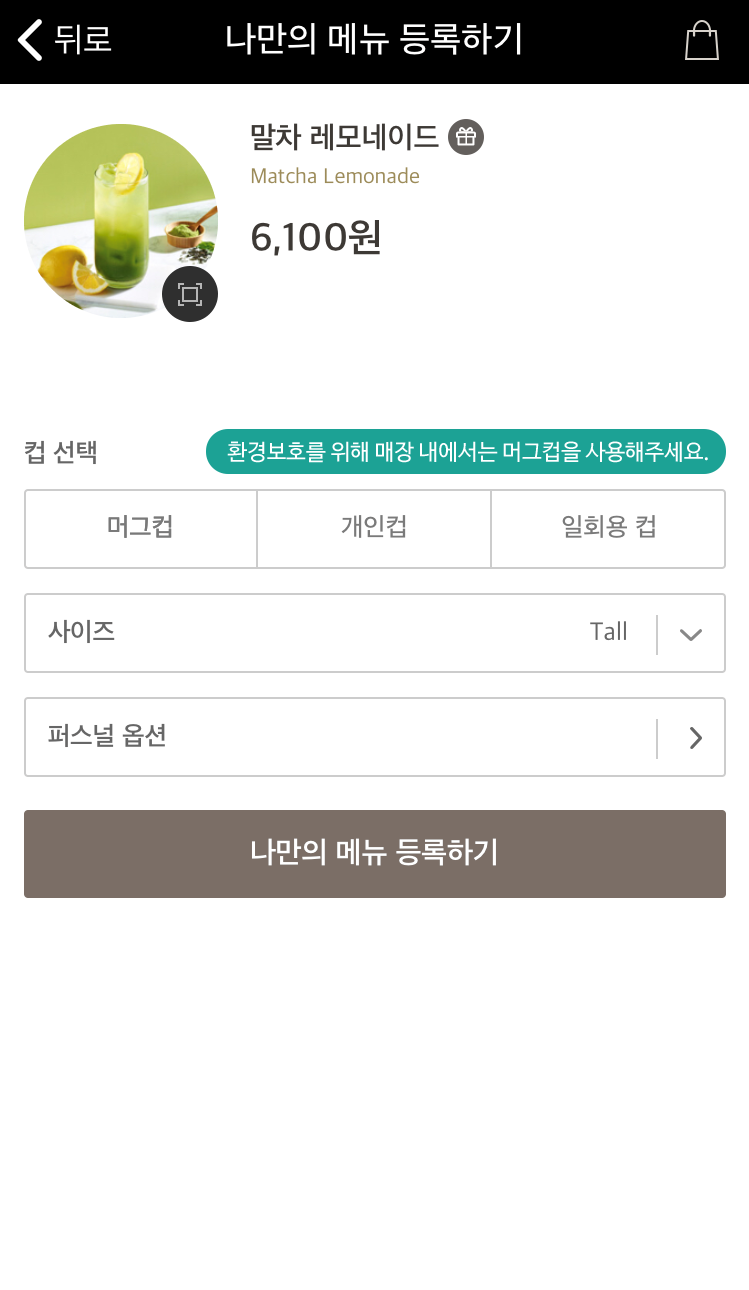 뒤로
나만의 메뉴 등록하기
말차 레모네이드
Matcha Lemonade
6,100원
컵 선택
환경보호를 위해 매장 내에서는 머그컵을 사용해주세요.
머그컵
개인컵
일회용 컵
사이즈
Tall
퍼스널 옵션
나만의 메뉴 등록하기